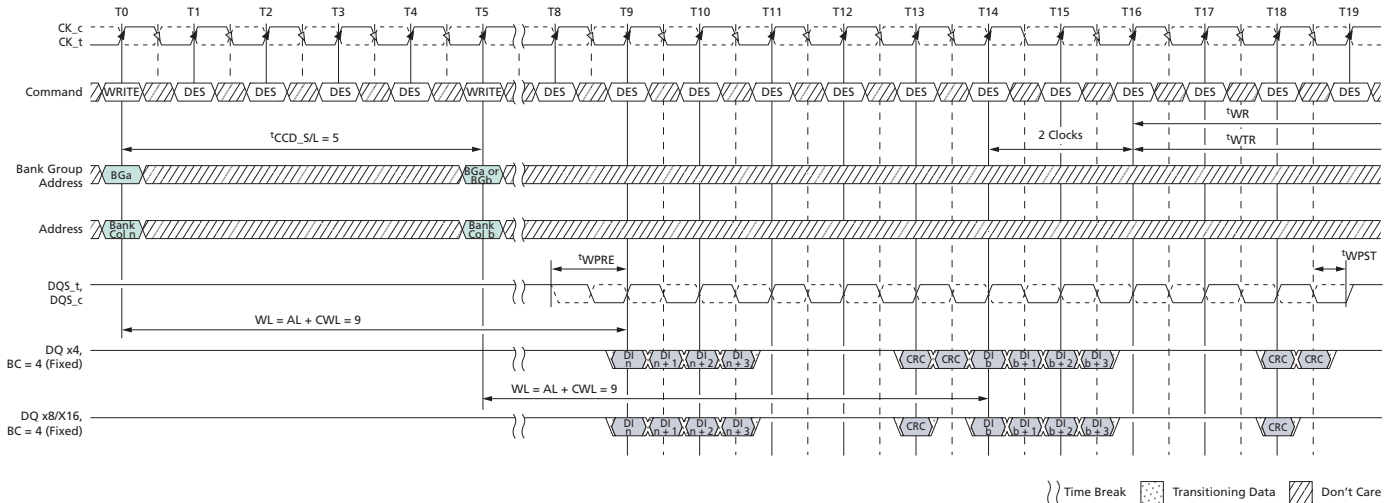 T0 T1 T2 T3 T4 T5 T8 T9 T10 T11 T12 T13 T14 T15 T16 T17 T18 T19
CK_c
CK_t
Command WRITE DES DES DES DES WRITE DES DES DES DES DES DES DES DES DES DES DES DES
tCCD_S/L = 5
2 Clocks
tWR
tWTR
Bank Group
Address
BGa
BGa or
BGb
Address
Bank
Col n
Bank
Col b
tWPRE
tWPST
DQS_t,
DQS_c
WL = AL + CWL = 9
DQ x4,
BC = 4 (Fixed)
DI
n
DI
n + 1
DI
n + 2
DI
n + 3
CRC
CRC
DI
b
DI
b + 1
DI
b + 2
DI
b + 3
CRC
CRC
WL = AL + CWL = 9
DQ x8/X16,
BC = 4 (Fixed)
DI
n
DI
n + 1
DI
n + 2
DI
n + 3
CRC
DI
b
DI
b + 1
DI
b + 2
DI
b + 3
CRC
Time Break
Transitioning Data
Don't Care